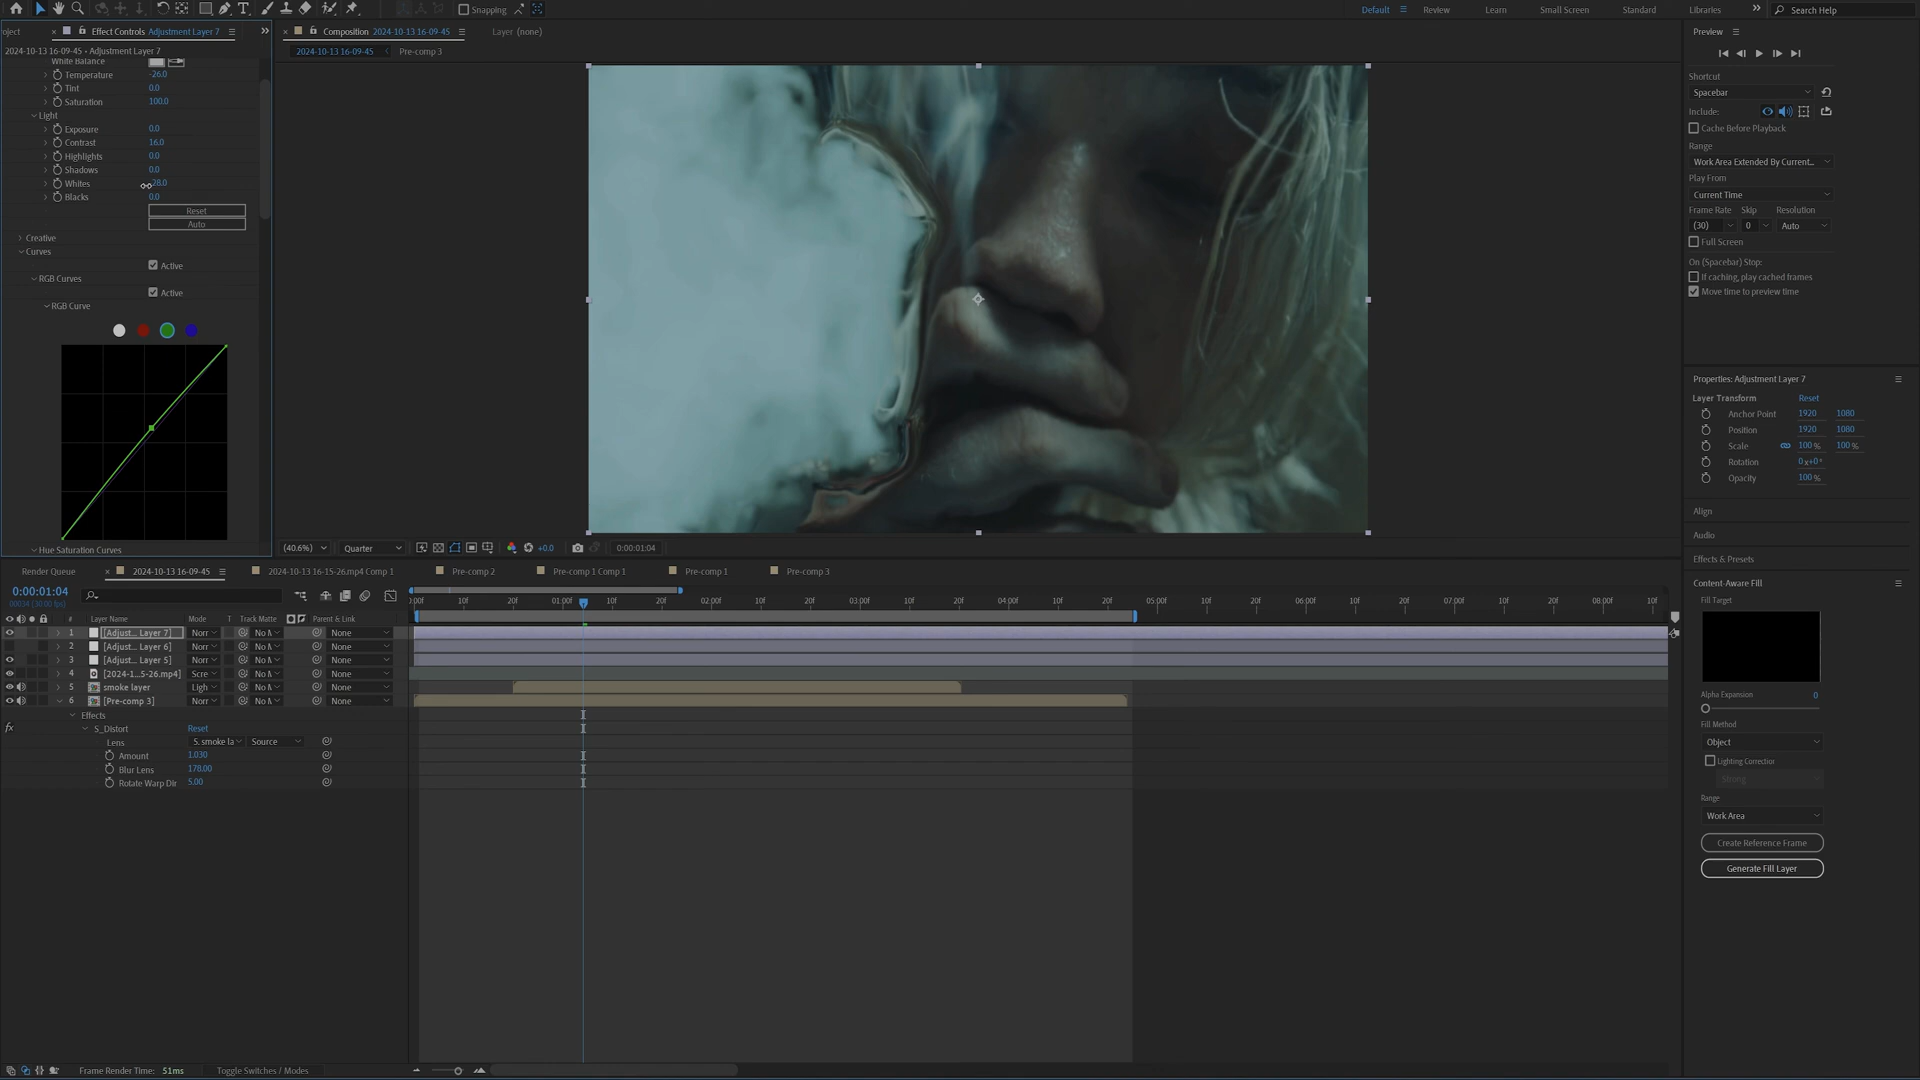 Snapping
Default
Review
Learn
Small Screen
Standard
Libraries
Search Help
oject
Effect Controls Adjustment Layer 7
2024-10-13 16-09-45 • Adjustment Layer 7
White Balance
Temperature -26.0
Tint 0.0
Saturation 100.0
Light
Exposure 0.0
Contrast 16.0
Highlights 0.0
Shadows 0.0
Whites 28.0
Blacks 0.0
Reset
Auto
Creative
Curves
Active
RGB Curves
Active
RGB Curve
Hue Saturation Curves
Composition 2024-10-13 16-09-45
Layer (none)
2024-10-13 16-09-45
Pre-comp 3
(40.6%)
Quarter
+0.0
0:00:01:04
Preview
Shortcut
Spacebar
Include:
Cache Before Playback
Range
Work Area Extended By Current...
Play From
Current Time
Frame Rate Skip Resolution
(30) 0 Auto
Full Screen
On (Spacebar) Stop:
If caching, play cached frames
Move time to preview time
Properties: Adjustment Layer 7
Layer Transform Reset
Anchor Point 1920 1080
Position 1920 1080
Scale 100 % 100 %
Rotation 0x+0°
Opacity 100 %
Align
Audio
Effects & Presets
Content-Aware Fill
Fill Target
Alpha Expansion 0
Fill Method
Object
Lighting Correction
Strong
Range
Work Area
Create Reference Frame
Generate Fill Layer
Render Queue
2024-10-13 16-09-45
2024-10-13 16-15-26.mp4 Comp 1
Pre-comp 2
Pre-comp 1 Comp 1
Pre-comp 1
Pre-comp 3
0:00:01:04
00034 (30.00 fps)
:00f 10f 20f 01:00f 10f 20f 02:00f 10f 20f 03:00f 10f 20f 04:00f 10f 20f 05:00f 10f 20f 06:00f 10f 20f 07:00f 10f 20f 08:00f 10f
# Layer Name Mode T Track Matte Parent & Link
1 [Adjust... Layer 7] Norr No M None
2 [Adjust... Layer 6] Norr No M None
3 [Adjust... Layer 5] Norr No M None
4 [2024-1...5-26.mp4] Scre No M None
5 smoke layer Ligh No M None
6 [Pre-comp 3] Norr No M None
Effects
fx S_Distort Reset
Lens 5. smoke la Source
Amount 1.030
Blur Lens 178.00
Rotate Warp Dir 5.00
Frame Render Time: 51ms
Toggle Switches / Modes